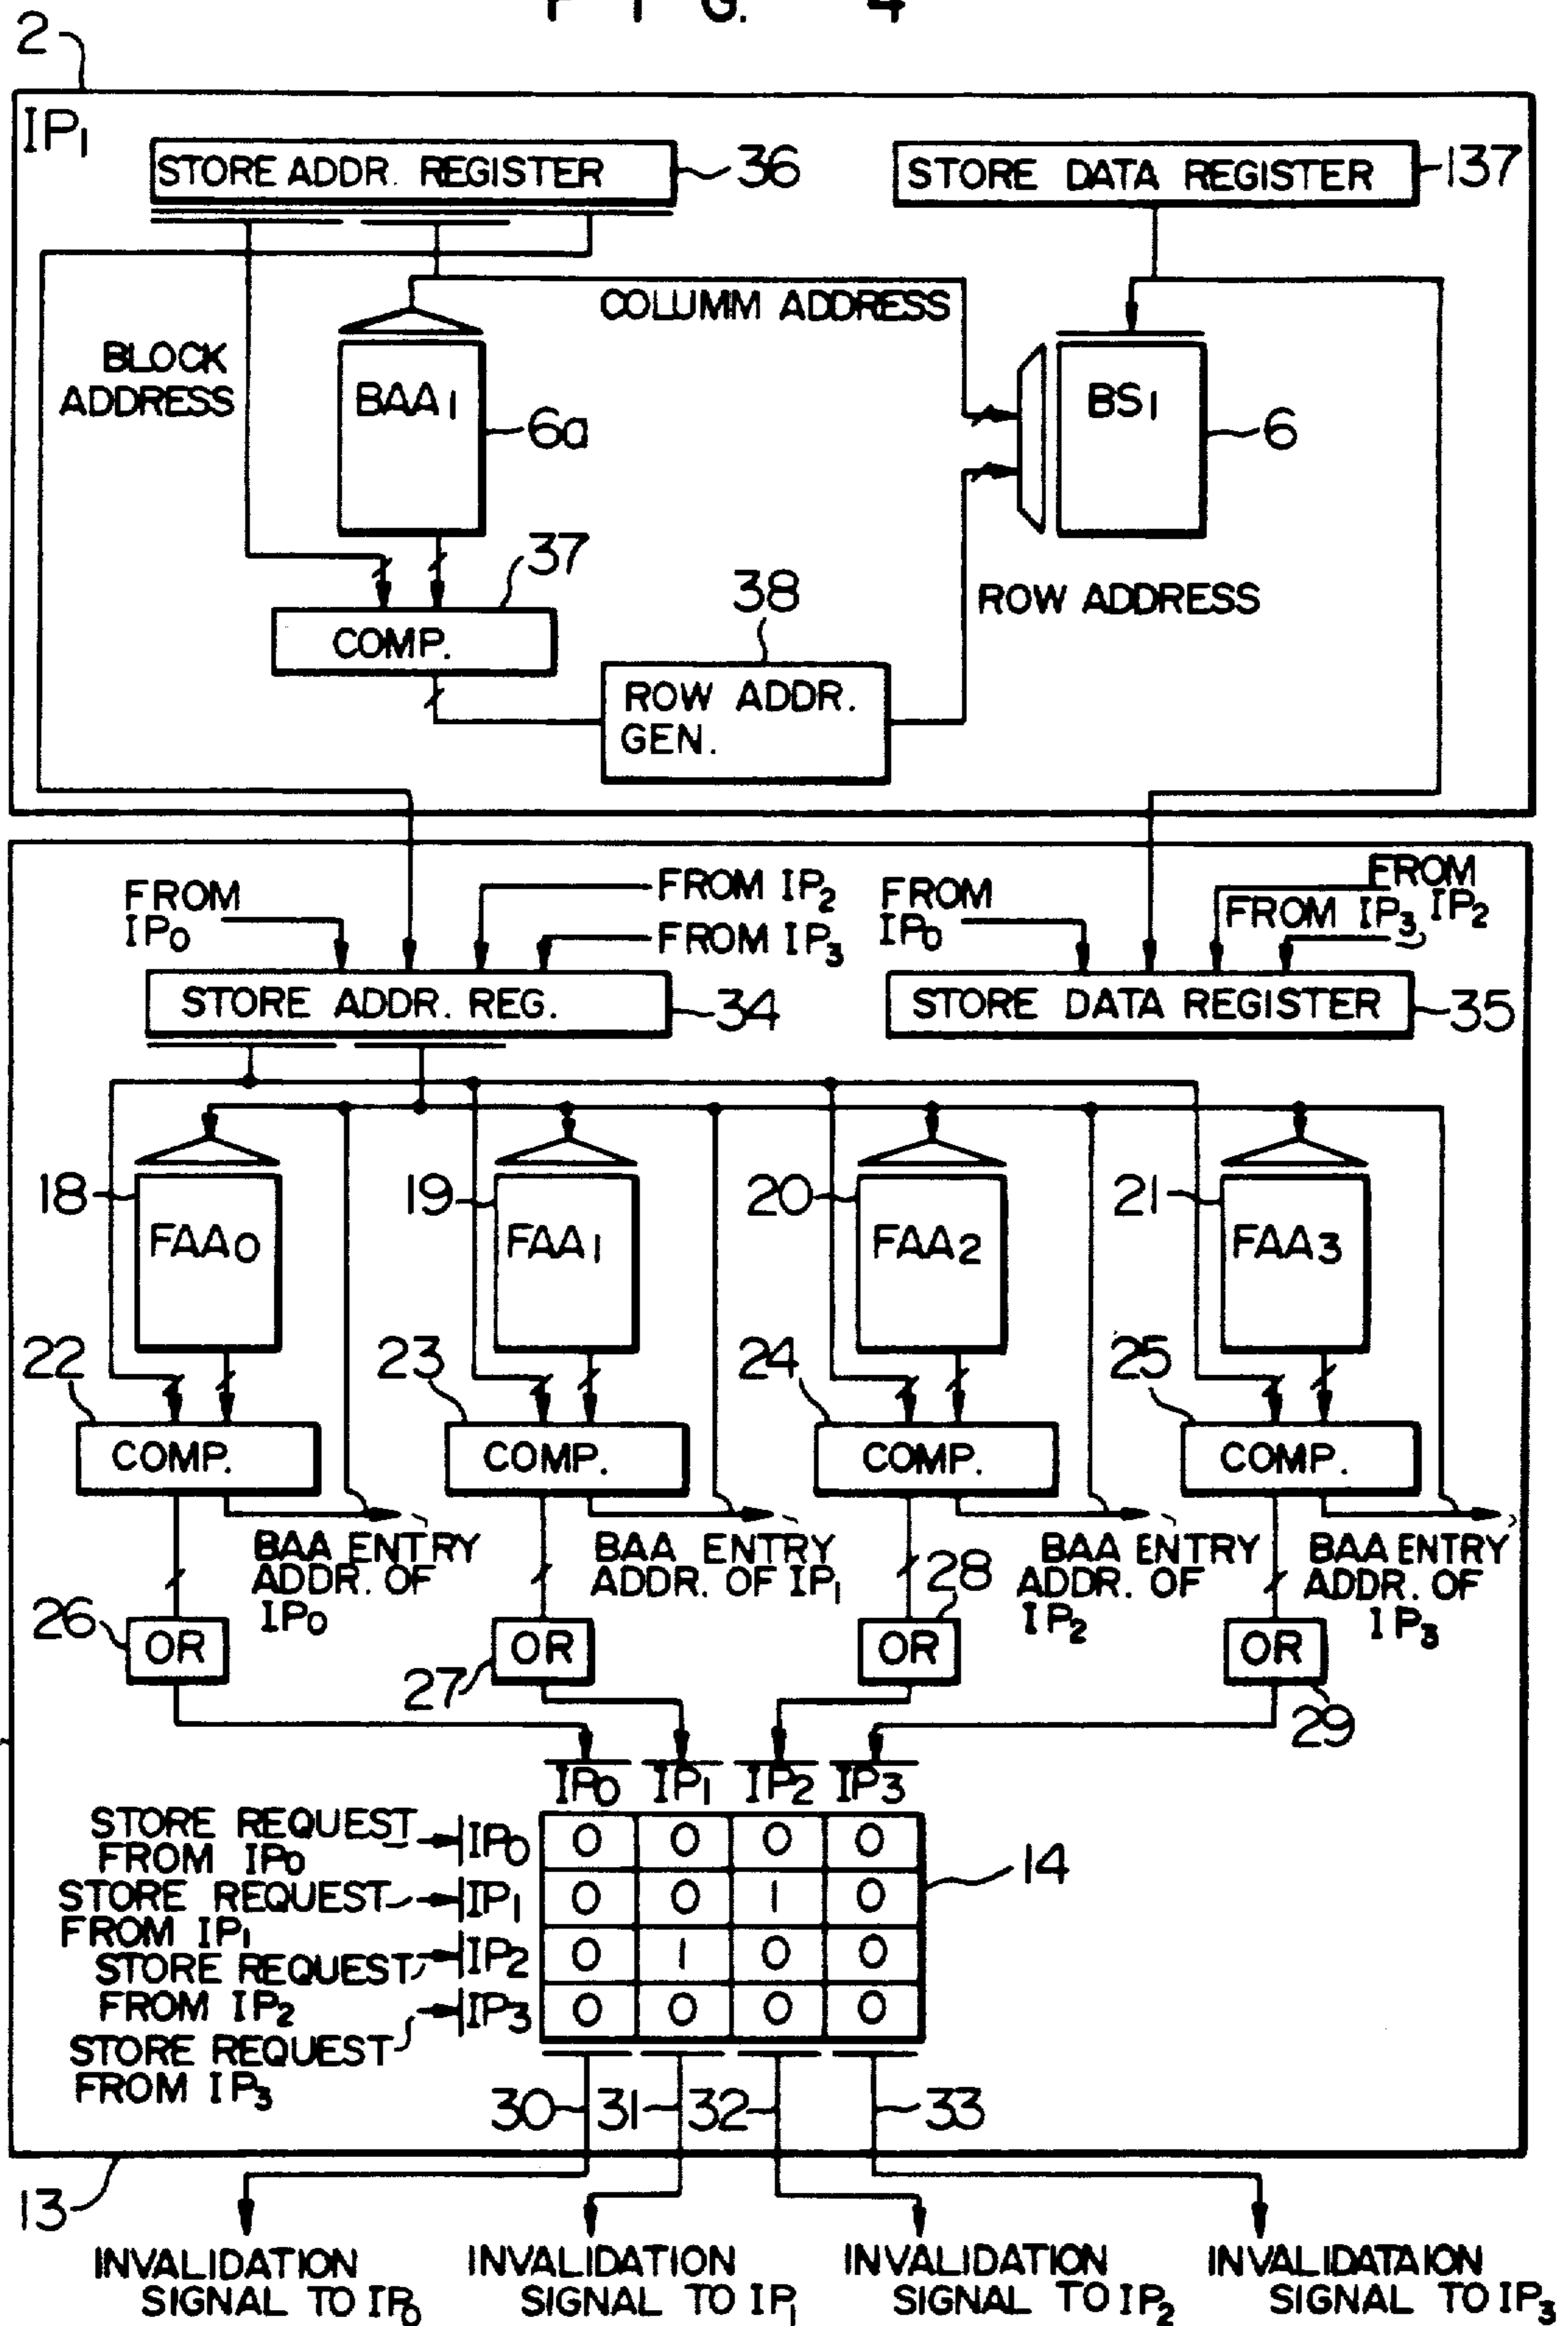 F I G. 4
2
IP1
STORE ADDR. REGISTER
36
STORE DATA REGISTER
137
COLUMM ADDRESS
BLOCK
ADDRESS
BAA1
6a
BS1
6
37
COMP.
38
ROW ADDRESS
ROW ADDR.
GEN.
FROM
IP0
FROM IP2
FROM IP3
FROM
IP0
FROM
IP2
FROM IP3
STORE ADDR. REG.
34
STORE DATA REGISTER
35
18
FAA0
19
FAA1
20
FAA2
21
FAA3
22
23
24
25
COMP.
COMP.
COMP.
COMP.
BAA ENTRY
ADDR. OF
IP0
BAA ENTRY
ADDR. OF IP1
BAA ENTRY
ADDR. OF
IP2
BAA ENTRY
ADDR. OF
IP3
26
OR
27
OR
28
OR
29
OR
IP0 IP1 IP2 IP3
STORE REQUEST
FROM IP0
IP0 0 0 0 0
14
STORE REQUEST
FROM IP1
IP1 0 0 1 0
STORE REQUEST
FROM IP2
IP2 0 1 0 0
STORE REQUEST
FROM IP3
IP3 0 0 0 0
30
31
32
33
13
INVALIDATION
SIGNAL TO IP0
INVALIDATION
SIGNAL TO IP1
INVALIDATION
SIGNAL TO IP2
INVALIDATAION
SIGNAL TO IP3